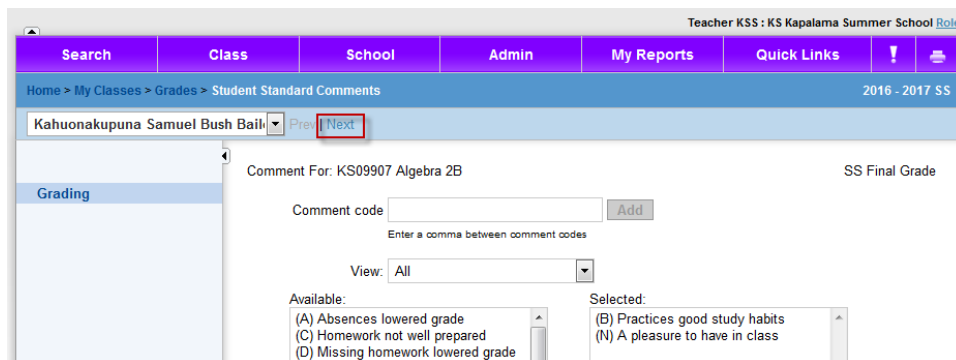 Teacher KSS : KS Kapalama Summer School Role
Search Class School Admin My Reports Quick Links !
Home > My Classes > Grades > Student Standard Comments 2016 - 2017 SS
Kahuonakupuna Samuel Bush Baile Prev | Next
Comment For: KS09907 Algebra 2B SS Final Grade
Grading
Comment code Add
Enter a comma between comment codes
View: All
Available: Selected:
(A) Absences lowered grade (B) Practices good study habits
(C) Homework not well prepared (N) A pleasure to have in class
(D) Missing homework lowered grade